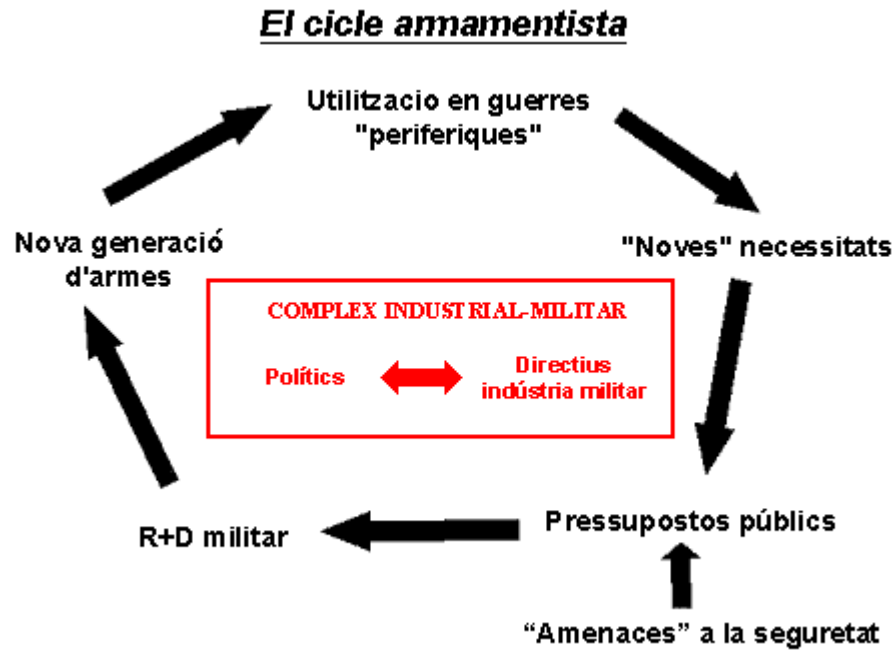 El cicle armamentista
Utilitzacio en guerres
"periferiques"
Nova generació
d'armes
"Noves" necessitats
COMPLEX INDUSTRIAL-MILITAR
Polítics
Directius
indústria militar
R+D militar
Pressupostos públics
“Amenaces” a la seguretat